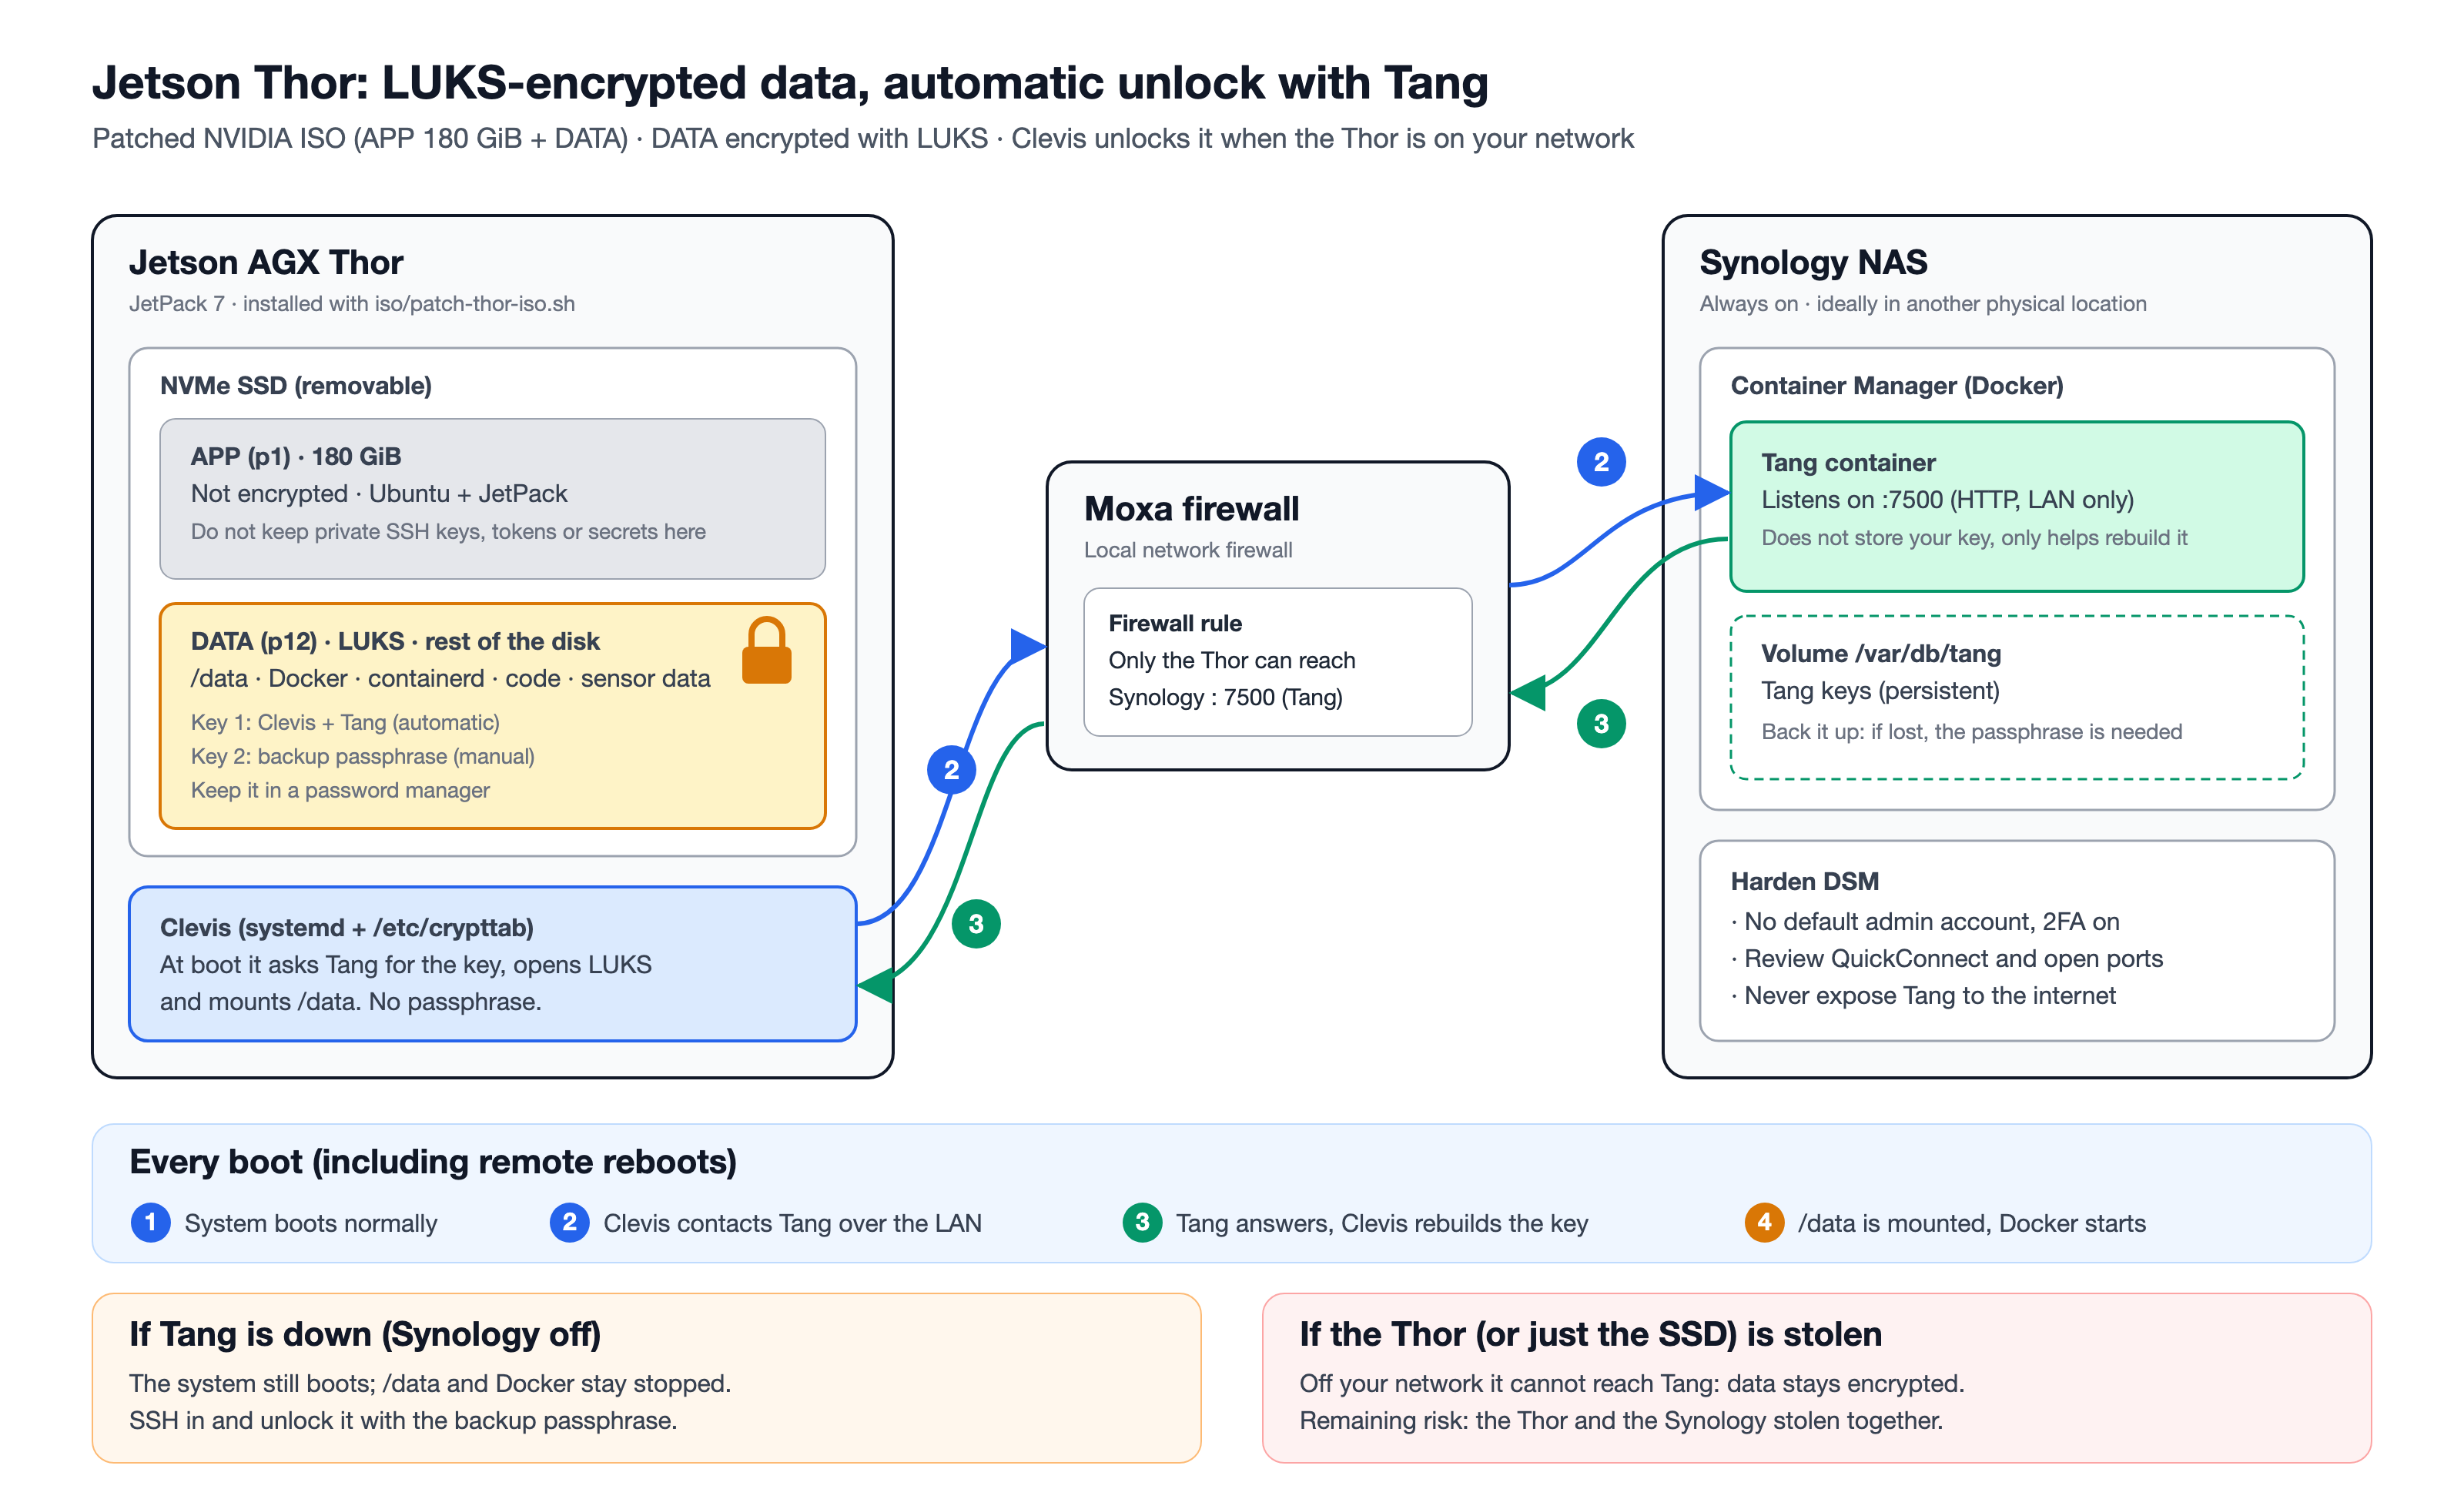 Jetson Thor: LUKS-encrypted data, automatic unlock with Tang
Patched NVIDIA ISO (APP 180 GiB + DATA) · DATA encrypted with LUKS · Clevis unlocks it when the Thor is on your network
Jetson AGX Thor
JetPack 7 · installed with iso/patch-thor-iso.sh
NVMe SSD (removable)
APP (p1) · 180 GiB
Not encrypted · Ubuntu + JetPack
Do not keep private SSH keys, tokens or secrets here
DATA (p12) · LUKS · rest of the disk
/data · Docker · containerd · code · sensor data
Key 1: Clevis + Tang (automatic)
Key 2: backup passphrase (manual)
Keep it in a password manager
Clevis (systemd + /etc/crypttab)
At boot it asks Tang for the key, opens LUKS
and mounts /data. No passphrase.
2
3
Moxa firewall
Local network firewall
Firewall rule
Only the Thor can reach
Synology : 7500 (Tang)
2
3
Synology NAS
Always on · ideally in another physical location
Container Manager (Docker)
Tang container
Listens on :7500 (HTTP, LAN only)
Does not store your key, only helps rebuild it
Volume /var/db/tang
Tang keys (persistent)
Back it up: if lost, the passphrase is needed
Harden DSM
· No default admin account, 2FA on
· Review QuickConnect and open ports
· Never expose Tang to the internet
Every boot (including remote reboots)
1 System boots normally
2 Clevis contacts Tang over the LAN
3 Tang answers, Clevis rebuilds the key
4 /data is mounted, Docker starts
If Tang is down (Synology off)
The system still boots; /data and Docker stay stopped.
SSH in and unlock it with the backup passphrase.
If the Thor (or just the SSD) is stolen
Off your network it cannot reach Tang: data stays encrypted.
Remaining risk: the Thor and the Synology stolen together.